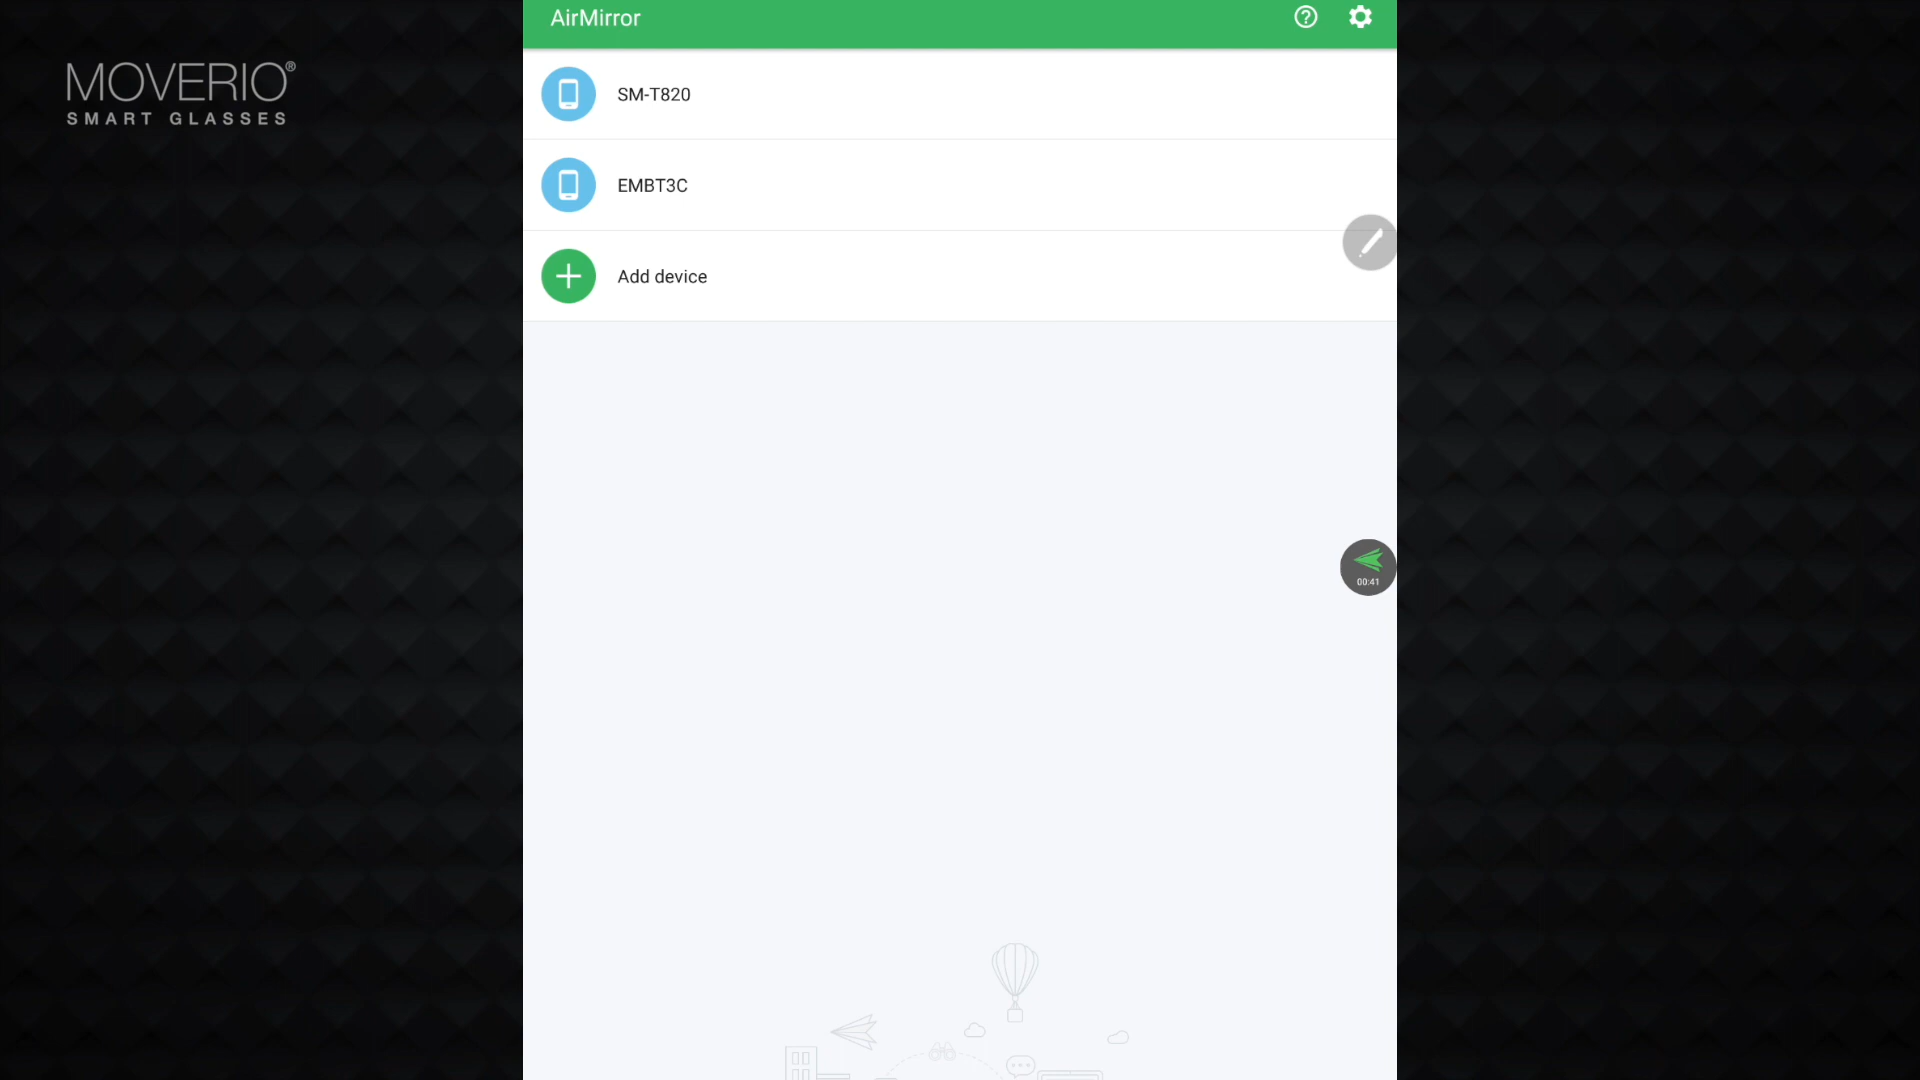 MOVERIO®
SMART GLASSES
AirMirror
SM-T820
EMBT3C
Add device
00:41